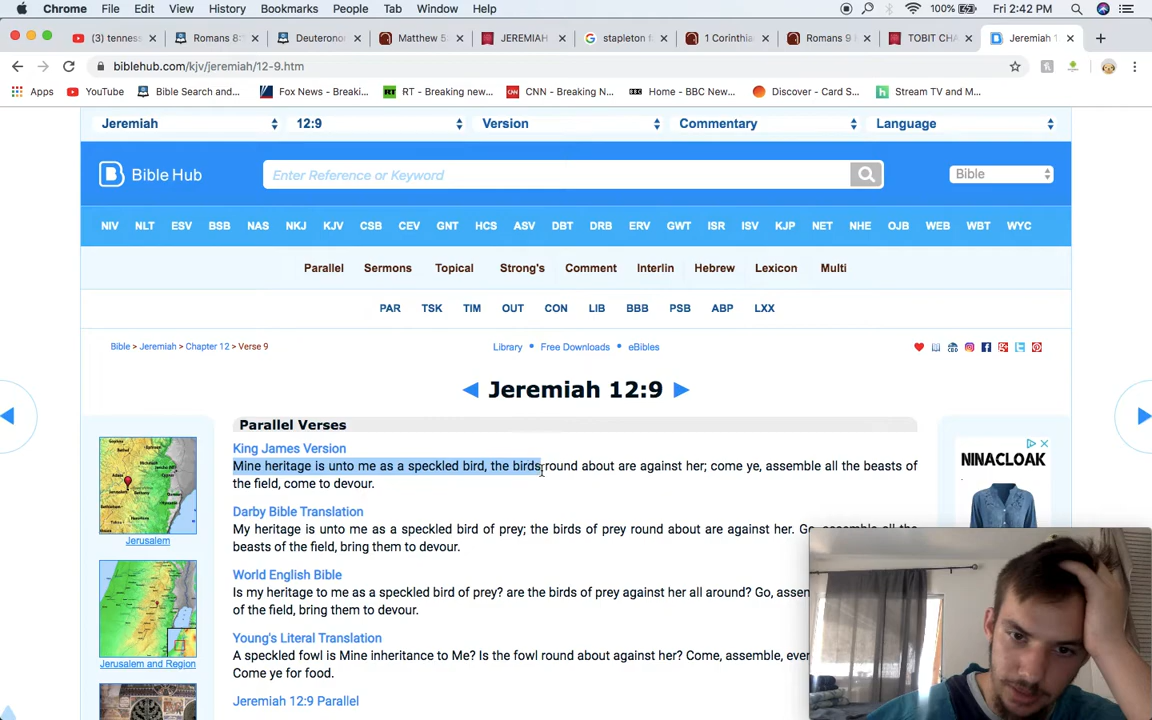 Chrome File Edit View History Bookmarks People Tab Window Help 100% Fri 2:42 PM
(3) tenness Romans 8: Deuteronom Matthew 5 JEREMIAH stapleton f 1 Corinthia Romans 9 TOBIT CHA Jeremiah 1
biblehub.com/kjv/jeremiah/12-9.htm
Apps YouTube Bible Search and... Fox News - Breaki... RT - Breaking new... CNN - Breaking N... Home - BBC New... Discover - Card S... Stream TV and M...
Jeremiah 12:9 Version Commentary Language
Bible Hub Enter Reference or Keyword Bible
NIV NLT ESV BSB NAS NKJ KJV CSB CEV GNT HCS ASV DBT DRB ERV GWT ISR ISV KJP NET NHE OJB WEB WBT WYC
Parallel Sermons Topical Strong's Comment Interlin Hebrew Lexicon Multi
PAR TSK TIM OUT CON LIB BBB PSB ABP LXX
Bible > Jeremiah > Chapter 12 > Verse 9 Library • Free Downloads • eBibles
◄ Jeremiah 12:9 ►
Parallel Verses
King James Version
Mine heritage is unto me as a speckled bird, the birds round about are against her; come ye, assemble all the beasts of
the field, come to devour.
Darby Bible Translation
My heritage is unto me as a speckled bird of prey; the birds of prey round about are against her. Go, assemble all the
beasts of the field, bring them to devour.
World English Bible
Is my heritage to me as a speckled bird of prey? are the birds of prey against her all around? Go, assen
of the field, bring them to devour.
Young's Literal Translation
A speckled fowl is Mine inheritance to Me? Is the fowl round about against her? Come, assemble, ever
Come ye for food.
Jeremiah 12:9 Parallel
Jerusalem
Jerusalem and Region
NINACLOAK